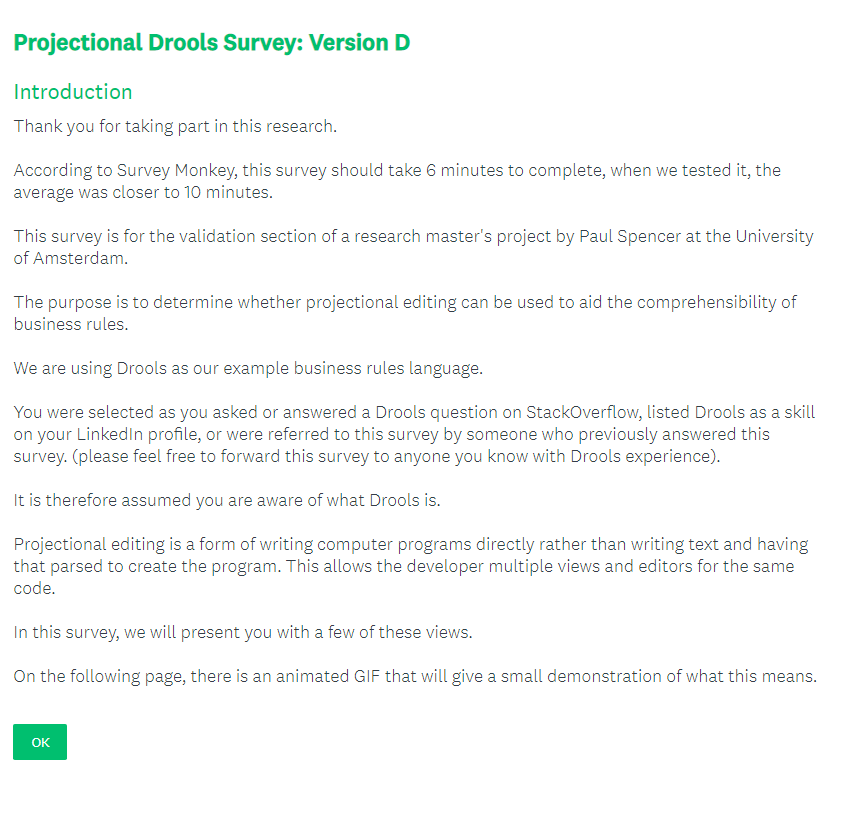 Projectional Drools Survey: Version D
Introduction
Thank you for taking part in this research.
According to Survey Monkey, this survey should take 6 minutes to complete, when we tested it, the
average was closer to 10 minutes.
This survey is for the validation section of a research master's project by Paul Spencer at the University
of Amsterdam.
The purpose is to determine whether projectional editing can be used to aid the comprehensibility of
business rules.
We are using Drools as our example business rules language.
You were selected as you asked or answered a Drools question on StackOverflow, listed Drools as a skill
on your LinkedIn profile, or were referred to this survey by someone who previously answered this
survey. (please feel free to forward this survey to anyone you know with Drools experience).
It is therefore assumed you are aware of what Drools is.
Projectional editing is a form of writing computer programs directly rather than writing text and having
that parsed to create the program. This allows the developer multiple views and editors for the same
code.
In this survey, we will present you with a few of these views.
On the following page, there is an animated GIF that will give a small demonstration of what this means.
OK